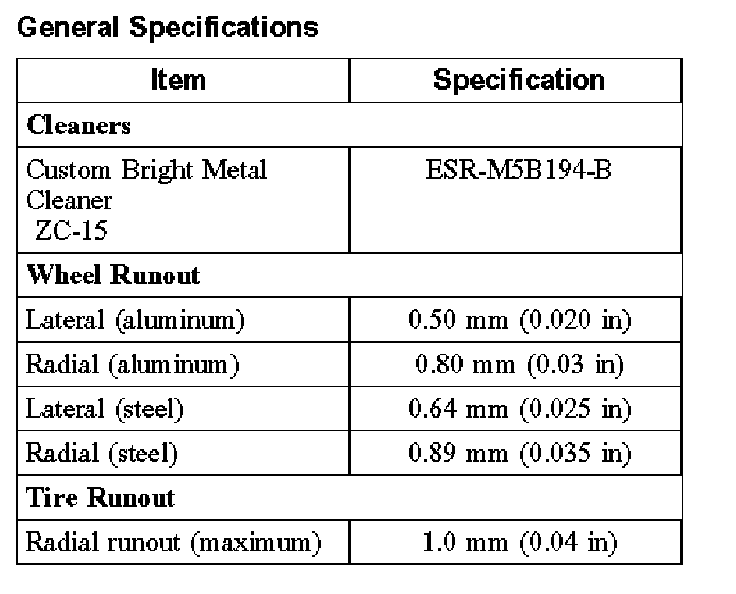 General Specifications
Item Specification
Cleaners
Custom Bright Metal ESR-M5B194-B
Cleaner
ZC-15
Wheel Runout
Lateral (aluminum) 0.50 mm (0.020 in)
Radial (aluminum) 0.80 mm (0.03 in)
Lateral (steel) 0.64 mm (0.025 in)
Radial (steel) 0.89 mm (0.035 in)
Tire Runout
Radial runout (maximum) 1.0 mm (0.04 in)